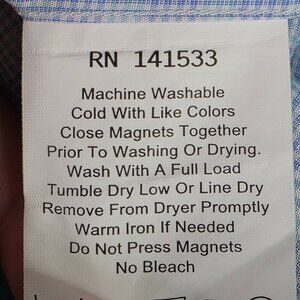 RN 141533
Machine Washable
Cold With Like Colors
Close Magnets Together
Prior To Washing Or Drying.
Wash With A Full Load
Tumble Dry Low Or Line Dry
Remove From Dryer Promptly
Warm Iron If Needed
Do Not Press Magnets
No Bleach